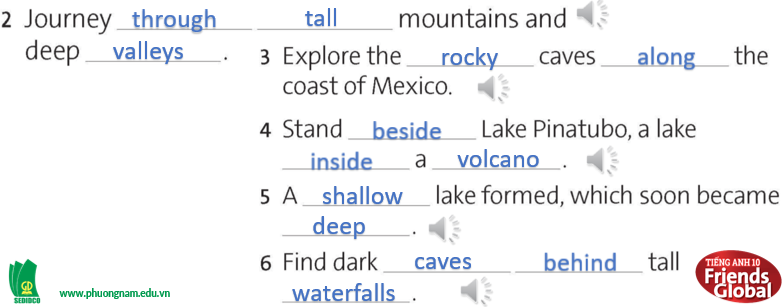 2 Journey through tall mountains and
deep valleys .
3 Explore the rocky caves along the
coast of Mexico.
4 Stand beside Lake Pinatubo, a lake
inside a volcano .
5 A shallow lake formed, which soon became
deep .
6 Find dark caves behind tall
waterfalls .
SEDIDCO
www.phuongnam.edu.vn
TIẾNG ANH 10
Friends
Global